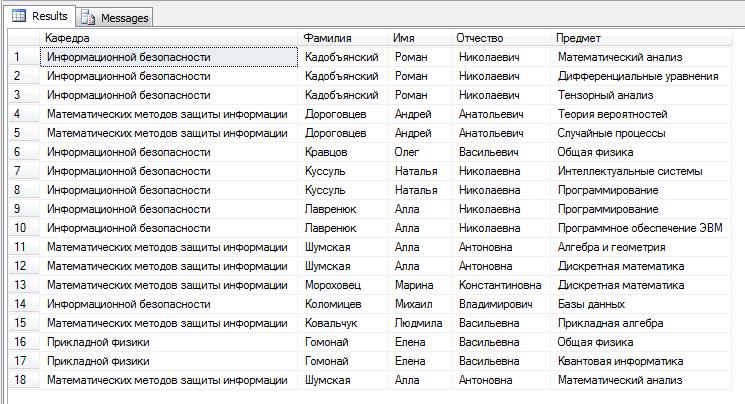 Results Messages
Кафедра Фамилия Имя Отчество Предмет
1 Информационной безопасности Кадобъянский Роман Николаевич Математический анализ
2 Информационной безопасности Кадобъянский Роман Николаевич Дифференциальные уравнения
3 Информационной безопасности Кадобъянский Роман Николаевич Тензорный анализ
4 Математических методов защиты информации Дороговцев Андрей Анатольевич Теория вероятностей
5 Математических методов защиты информации Дороговцев Андрей Анатольевич Случайные процессы
6 Информационной безопасности Кравцов Олег Васильевич Общая физика
7 Информационной безопасности Куссуль Наталья Николаевна Интеллектуальные системы
8 Информационной безопасности Куссуль Наталья Николаевна Программирование
9 Информационной безопасности Лавренюк Алла Николаевна Программирование
10 Информационной безопасности Лавренюк Алла Николаевна Программное обеспечение ЭВМ
11 Математических методов защиты информации Шумская Алла Антоновна Алгебра и геометрия
12 Математических методов защиты информации Шумская Алла Антоновна Дискретная математика
13 Математических методов защиты информации Мороховец Марина Константиновна Дискретная математика
14 Информационной безопасности Коломицев Михаил Владимирович Базы данных
15 Математических методов защиты информации Ковальчук Людмила Васильевна Прикладная алгебра
16 Прикладной физики Гомонай Елена Васильевна Общая физика
17 Прикладной физики Гомонай Елена Васильевна Квантовая информатика
18 Математических методов защиты информации Шумская Алла Антоновна Математический анализ